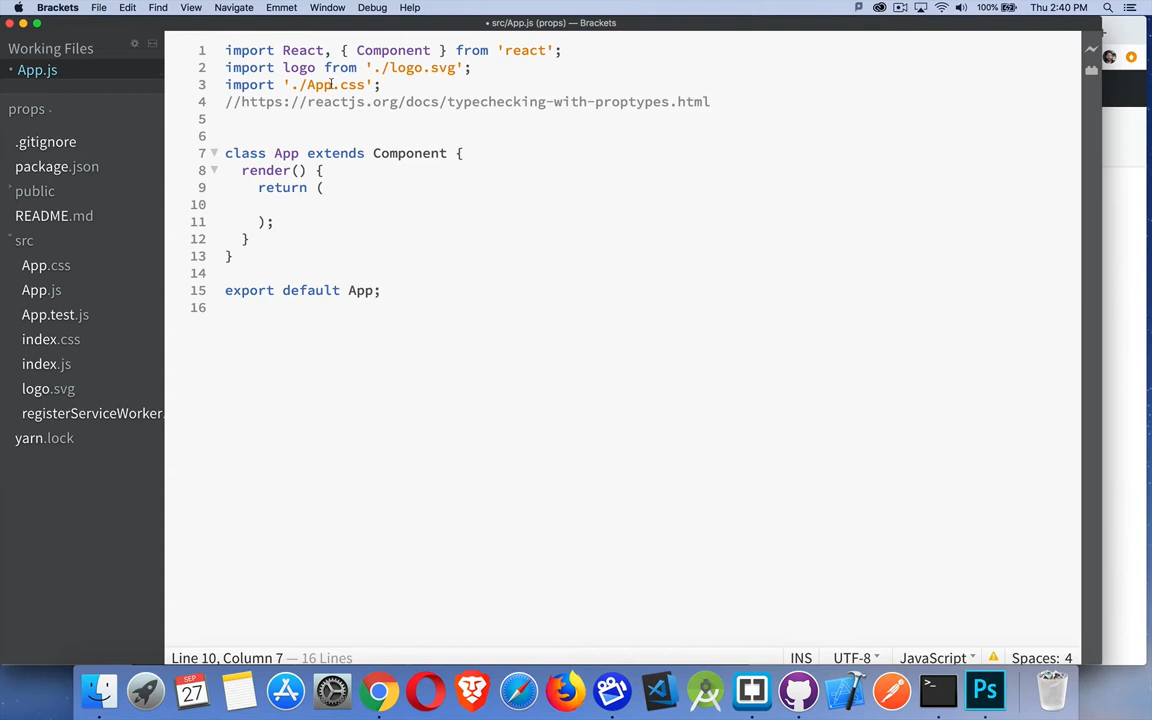 Brackets File Edit Find View Navigate Emmet Window Debug Help 100% Thu 2:40 PM
• src/App.js (props) — Brackets
Working Files
• App.js
props
.gitignore
package.json
public
README.md
src
App.css
App.js
App.test.js
index.css
index.js
logo.svg
registerServiceWorker.
yarn.lock
1 import React, { Component } from 'react';
2 import logo from './logo.svg';
3 import './App.css';
4 //https://reactjs.org/docs/typechecking-with-proptypes.html
5
6
7 class App extends Component {
8 render() {
9 return (
10
11 );
12 }
13 }
14
15 export default App;
16
Line 10, Column 7 — 16 Lines INS UTF-8 JavaScript Spaces: 4
SEP
27
>_
Ps